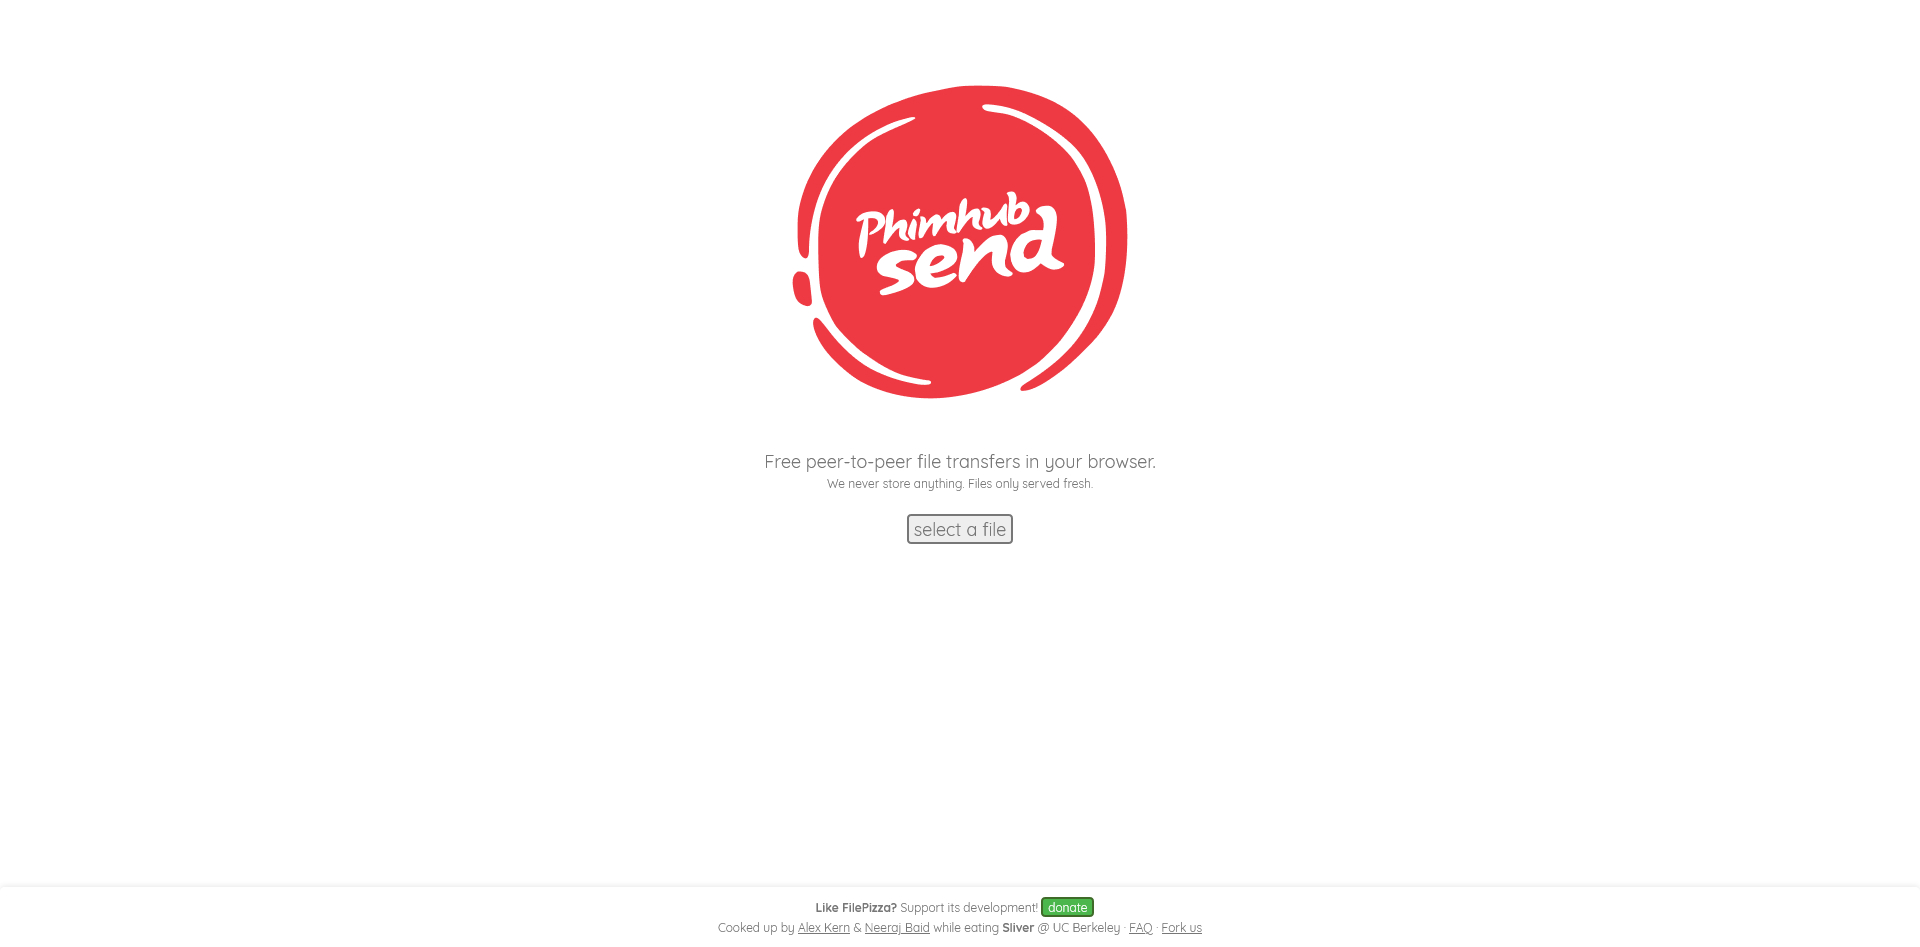 Phimhub
send
Free peer-to-peer file transfers in your browser.
We never store anything. Files only served fresh.
select a file
Like FilePizza? Support its development! donate
Cooked up by Alex Kern & Neeraj Baid while eating Sliver @ UC Berkeley · FAQ · Fork us